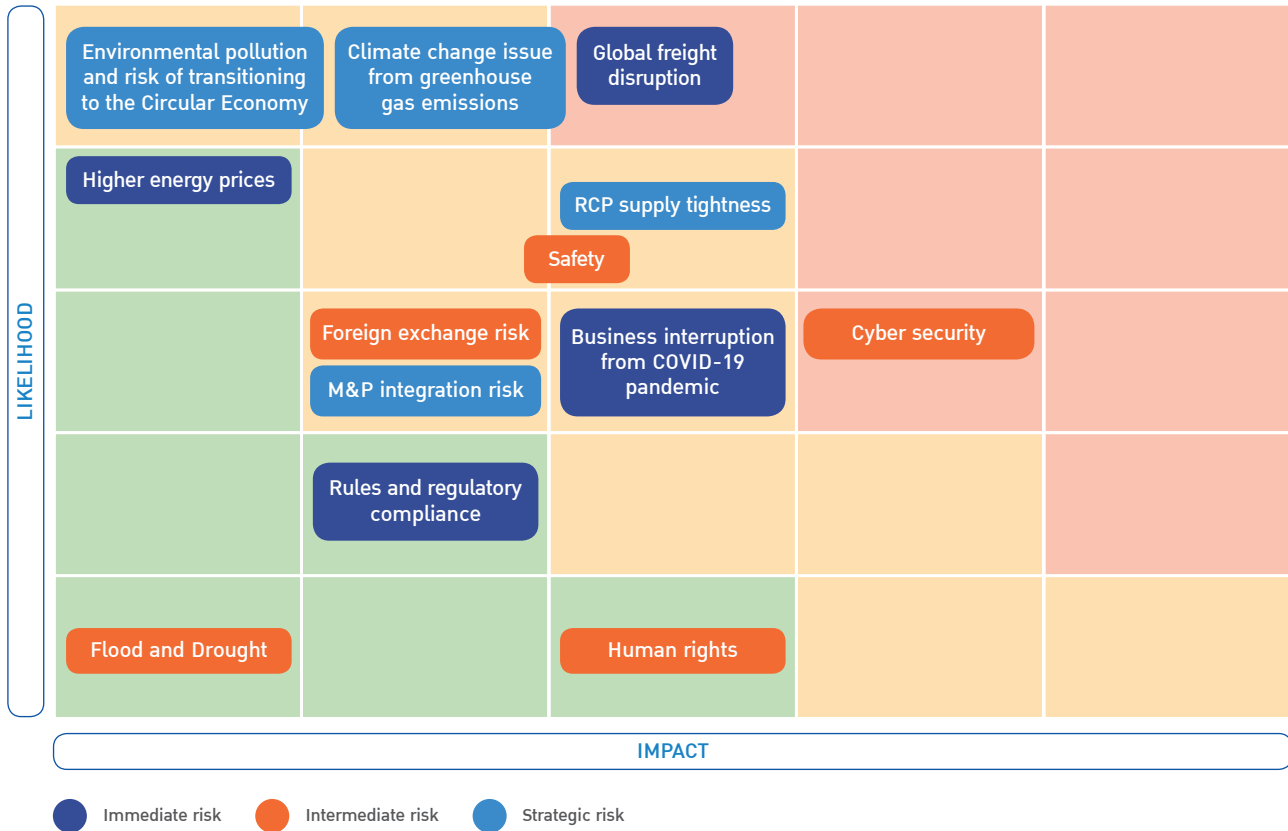 Environmental pollution
and risk of transitioning
to the Circular Economy
Climate change issue
from greenhouse
gas emissions
Global freight
disruption
Higher energy prices
RCP supply tightness
Safety
Foreign exchange risk
M&P integration risk
Business interruption
from COVID-19
pandemic
Cyber security
Rules and regulatory
compliance
Flood and Drought
Human rights
LIKELIHOOD
IMPACT
Immediate risk
Intermediate risk
Strategic risk